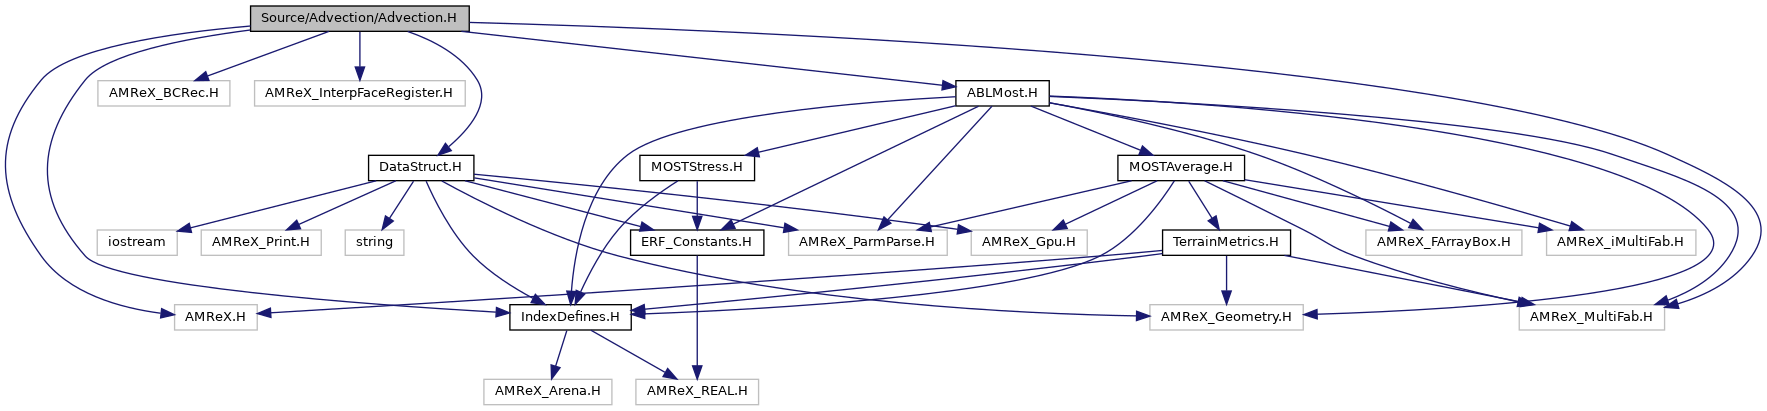 Source/Advection/Advection.H
AMReX_BCRec.H
AMReX_InterpFaceRegister.H
ABLMost.H
DataStruct.H
MOSTStress.H
MOSTAverage.H
iostream
AMReX_Print.H
string
ERF_Constants.H
AMReX_ParmParse.H
AMReX_Gpu.H
TerrainMetrics.H
AMReX_FArrayBox.H
AMReX_iMultiFab.H
AMReX.H
IndexDefines.H
AMReX_Geometry.H
AMReX_MultiFab.H
AMReX_Arena.H
AMReX_REAL.H